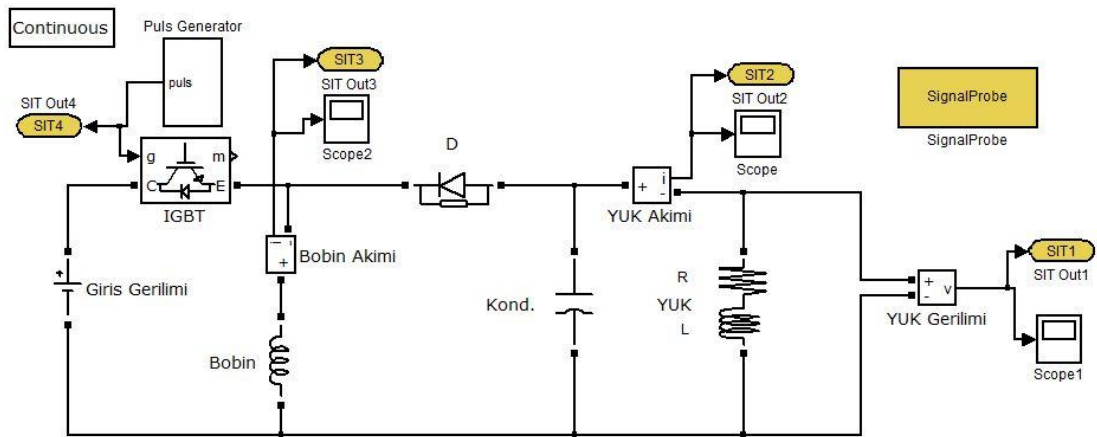 Continuous
Puls Generator
puls
SIT Out4
SIT4
g
m
C
E
IGBT
SIT3
SIT Out3
Scope2
D
SIT2
SIT Out2
Scope
SignalProbe
SignalProbe
+
i
-
YUK Akimi
+
Giris Gerilimi
i
-
+
Bobin Akimi
Bobin
Kond.
R
YUK
L
+
-
v
YUK Gerilimi
SIT1
SIT Out1
Scope1